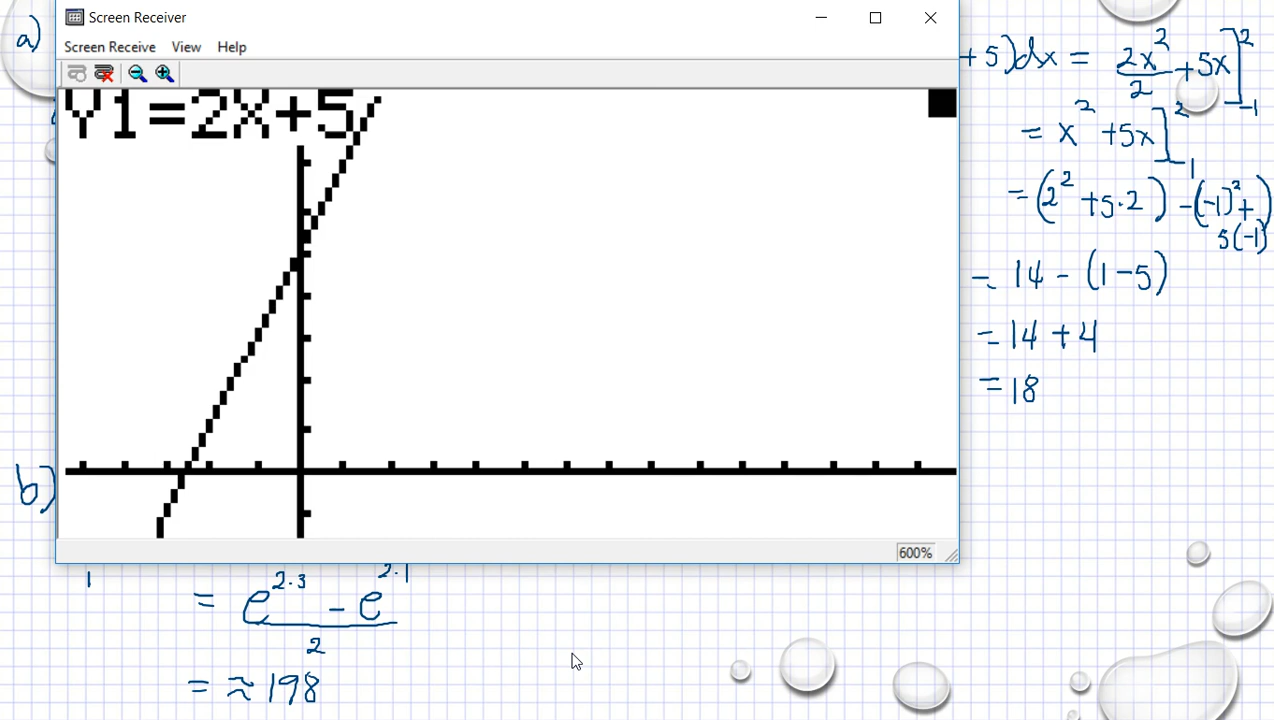 Screen Receiver
Screen Receive View Help
Y1=2X+5
600%
a)
+5)dx = 2x²/2 +5x]²₋₁
= x² +5x]²₋₁
= (2² +5·2) -(-1)²+
5(-1)
= 14 - (1-5)
= 14 + 4
= 18
b)
1
= e^2·3 - e^2·1
2
= ≈ 198